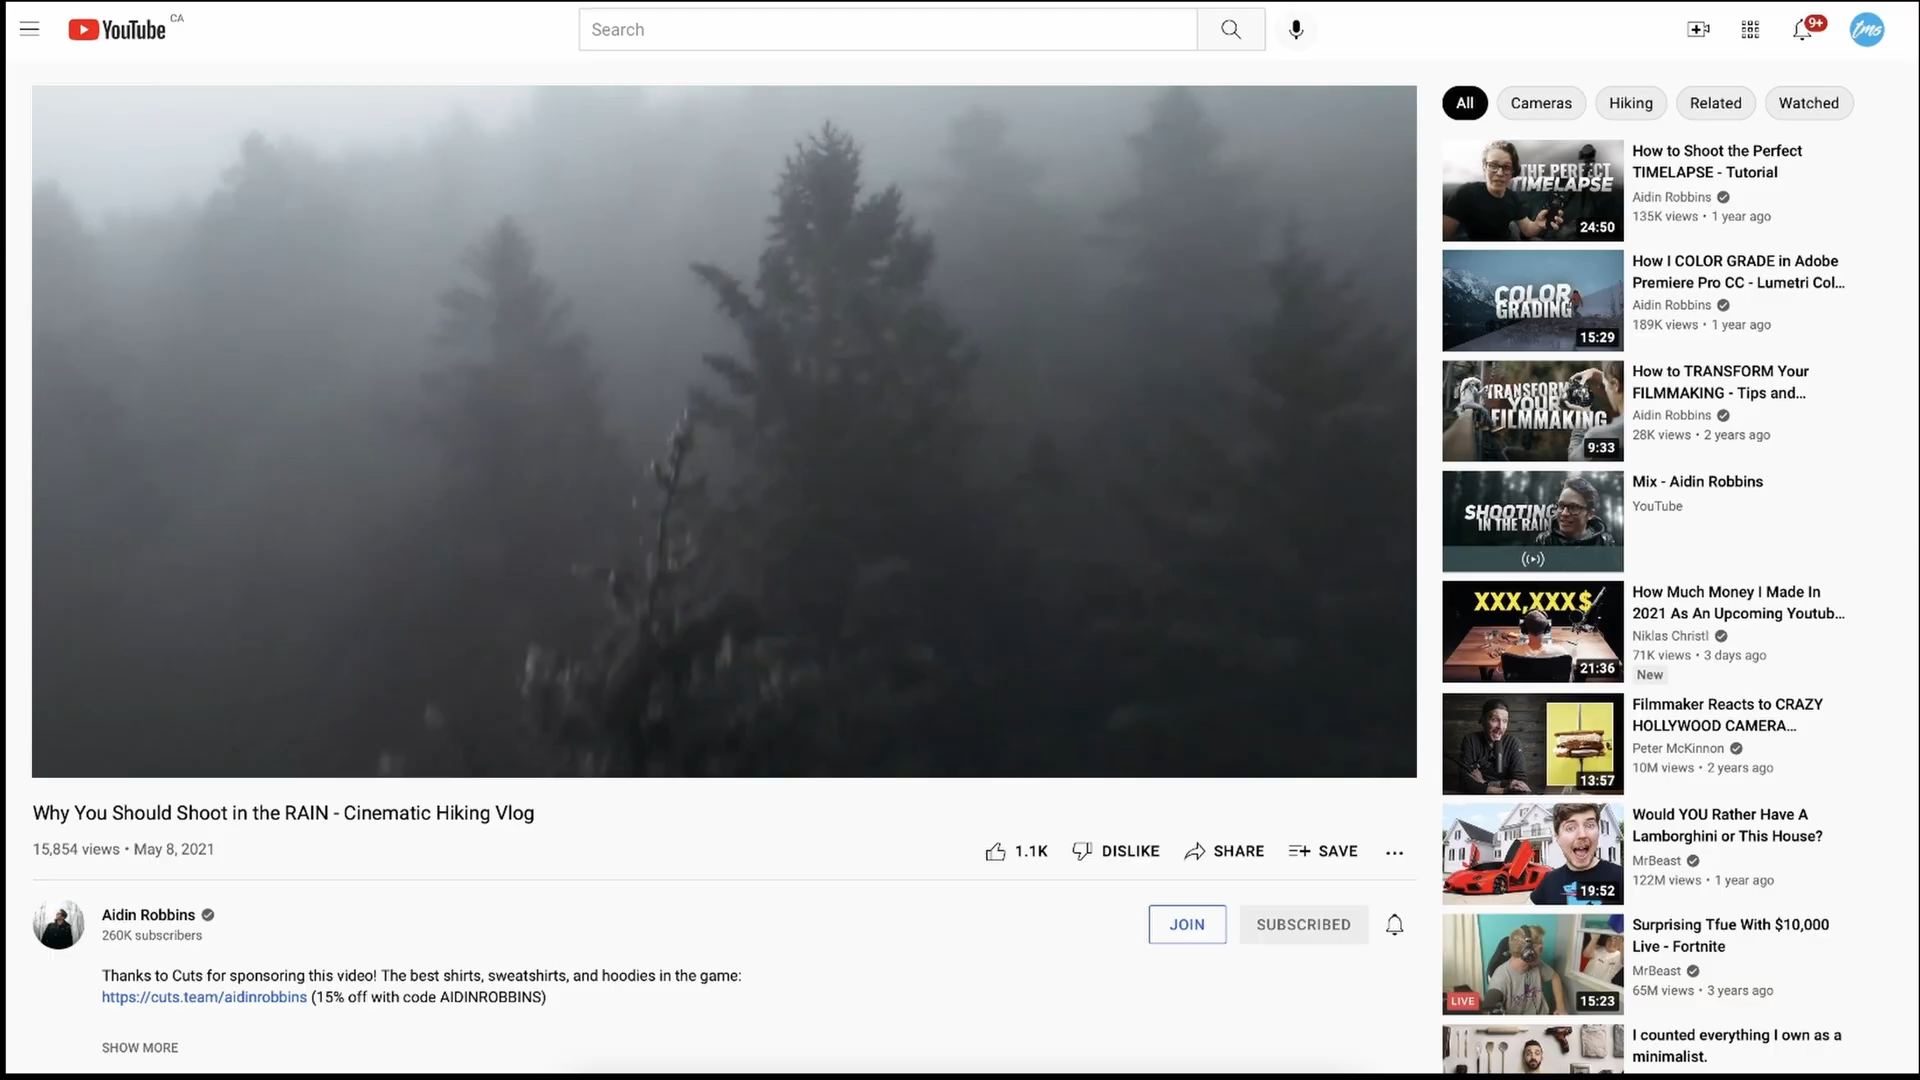 YouTube CA
Search
9+
tms
All
Cameras
Hiking
Related
Watched
THE PERFECT
TIMELAPSE
24:50
How to Shoot the Perfect
TIMELAPSE - Tutorial
Aidin Robbins
135K views • 1 year ago
COLOR
GRADING
15:29
How I COLOR GRADE in Adobe
Premiere Pro CC - Lumetri Col...
Aidin Robbins
189K views • 1 year ago
TRANSFORM
YOUR
FILMMAKING
9:33
How to TRANSFORM Your
FILMMAKING - Tips and...
Aidin Robbins
28K views • 2 years ago
SHOOTING
IN THE RAIN
Mix - Aidin Robbins
YouTube
XXX,XXX$
21:36
How Much Money I Made In
2021 As An Upcoming Youtub...
Niklas Christl
71K views • 3 days ago
New
13:57
Filmmaker Reacts to CRAZY
HOLLYWOOD CAMERA...
Peter McKinnon
10M views • 2 years ago
19:52
Would YOU Rather Have A
Lamborghini or This House?
MrBeast
122M views • 1 year ago
LIVE
15:23
Surprising Tfue With $10,000
Live - Fortnite
MrBeast
65M views • 3 years ago
I counted everything I own as a
minimalist.
Why You Should Shoot in the RAIN - Cinematic Hiking Vlog
15,854 views • May 8, 2021
1.1K
DISLIKE
SHARE
SAVE
Aidin Robbins
260K subscribers
JOIN
SUBSCRIBED
Thanks to Cuts for sponsoring this video! The best shirts, sweatshirts, and hoodies in the game:
https://cuts.team/aidinrobbins (15% off with code AIDINROBBINS)
SHOW MORE